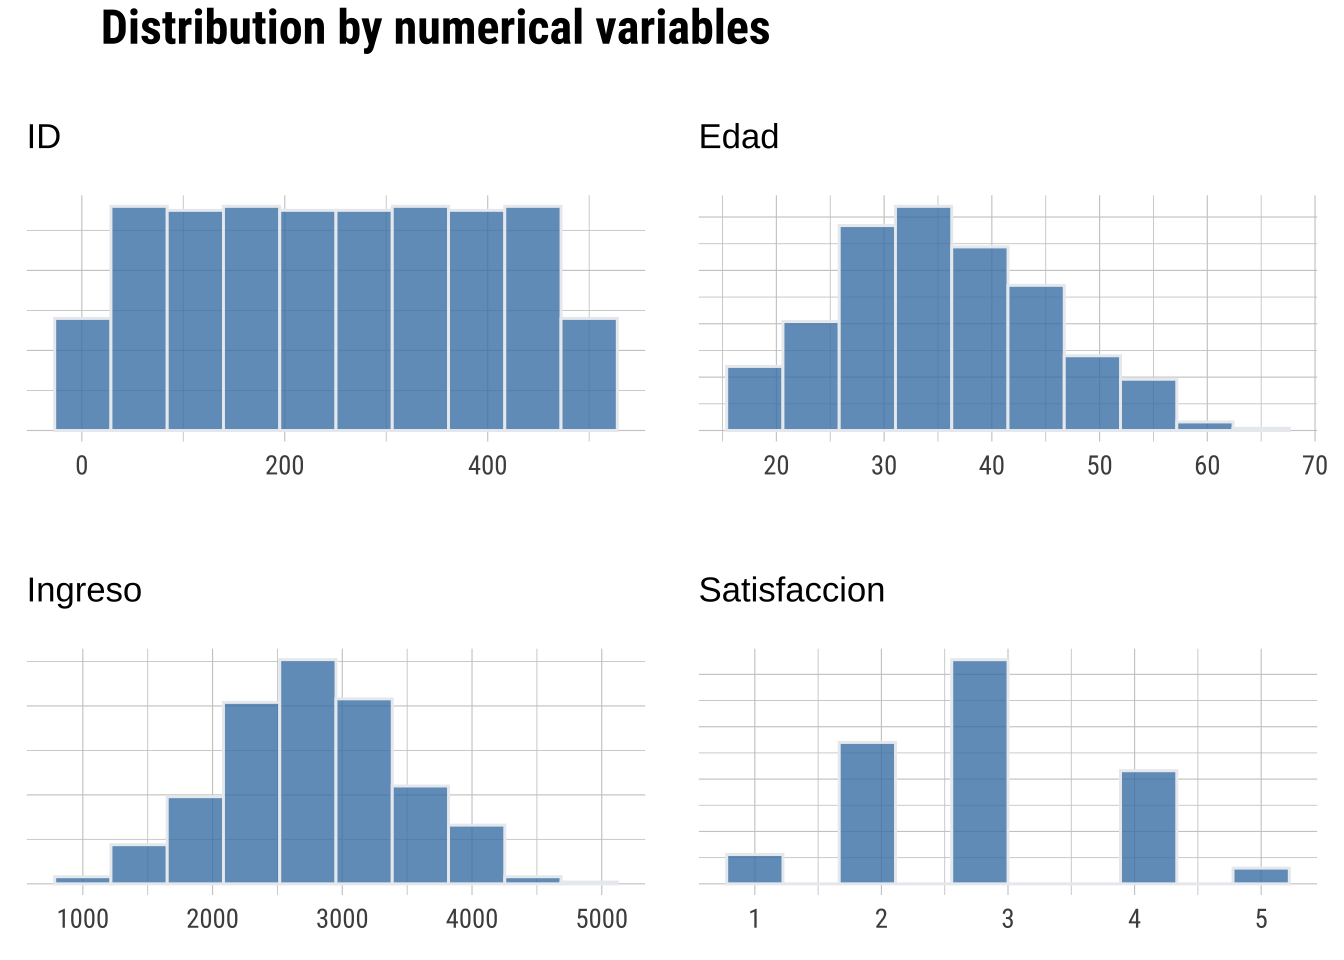 Distribution by numerical variables
ID
Edad
0 200 400
20 30 40 50 60 70
Ingreso
Satisfaccion
1000 2000 3000 4000 5000
1 2 3 4 5